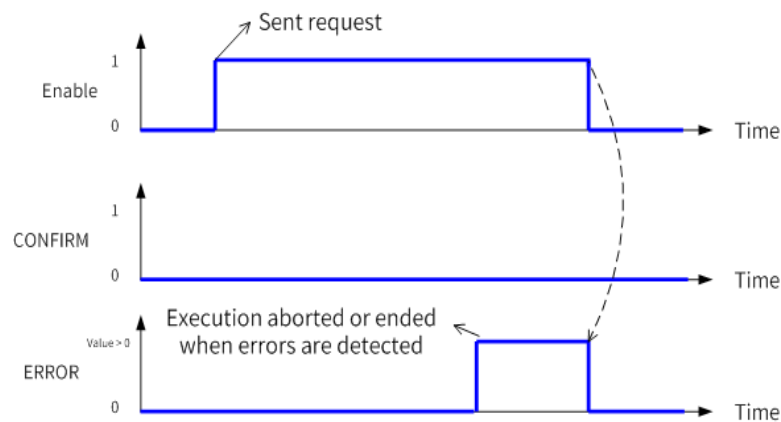 Sent request
1
Enable
0
Time
1
CONFIRM
0
Time
Execution aborted or ended
when errors are detected
Value > 0
ERROR
0
Time